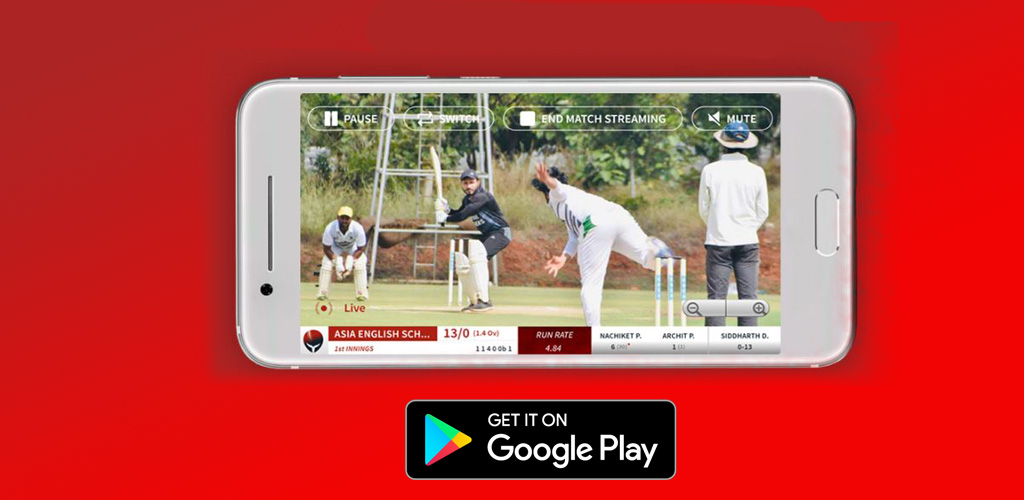 PAUSE
SWITCH
END MATCH STREAMING
MUTE
Live
ASIA ENGLISH SCH...
13/0 (1.4 Ov)
1st INNINGS
1 1 4 0 0b 1
RUN RATE
4.84
NACHIKET P.
6
ARCHIT P.
1 (1)
SIDDHARTH D.
0-13
GET IT ON
Google Play